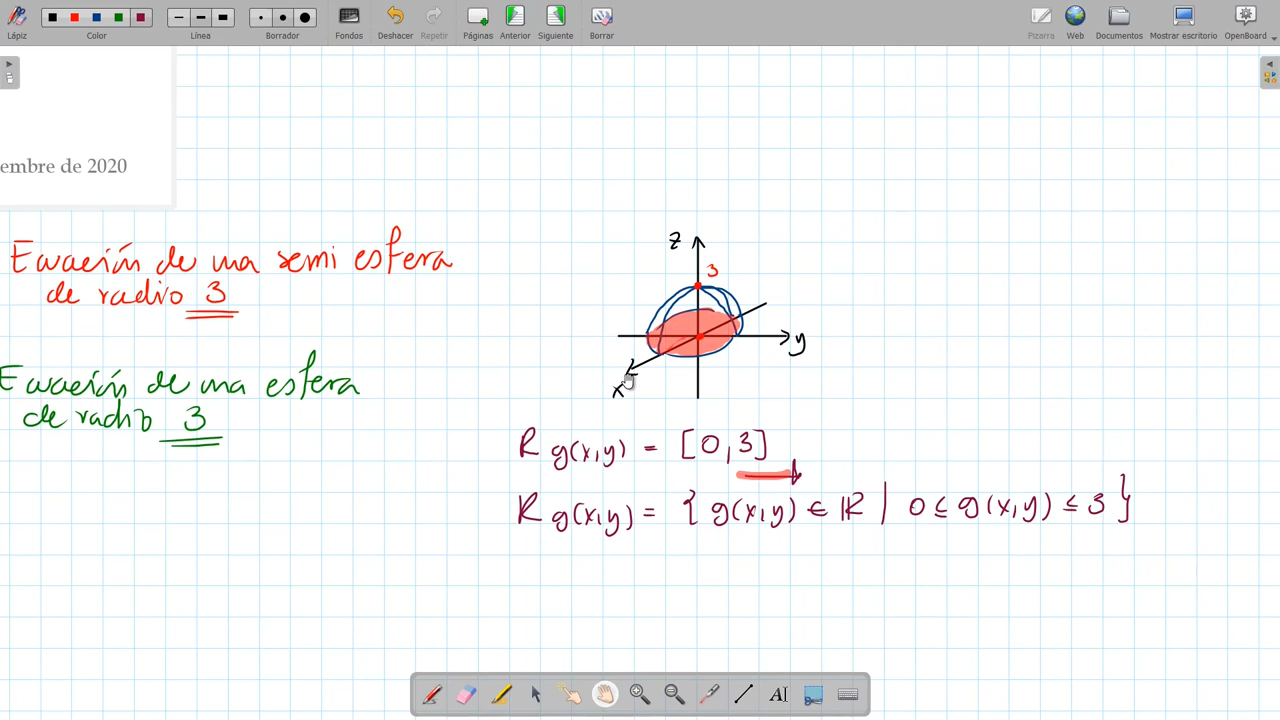 Lápiz Color Línea Borrador Fondos Deshacer Repetir Páginas Anterior Siguiente Borrar Pizarra Web Documentos Mostrar escritorio OpenBoard
embre de 2020
Ecuación de una semi esfera
de radio 3
Ecuación de una esfera
de radio 3
z
3
y
x
R g(x,y) = [0,3]
R g(x,y) = { g(x,y) ∈ ℝ | 0 ≤ g(x,y) ≤ 3 }
AI